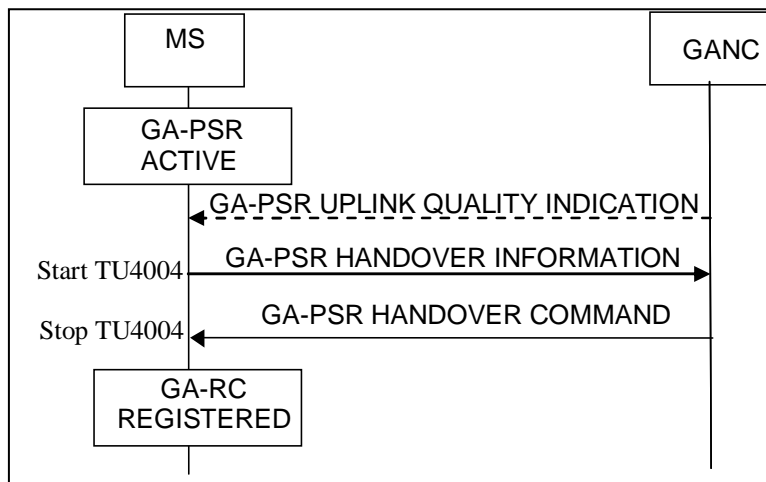 MS
GANC
GA-PSR
ACTIVE
GA-PSR UPLINK QUALITY INDICATION
Start TU4004
GA-PSR HANDOVER INFORMATION
Stop TU4004
GA-PSR HANDOVER COMMAND
GA-RC
REGISTERED